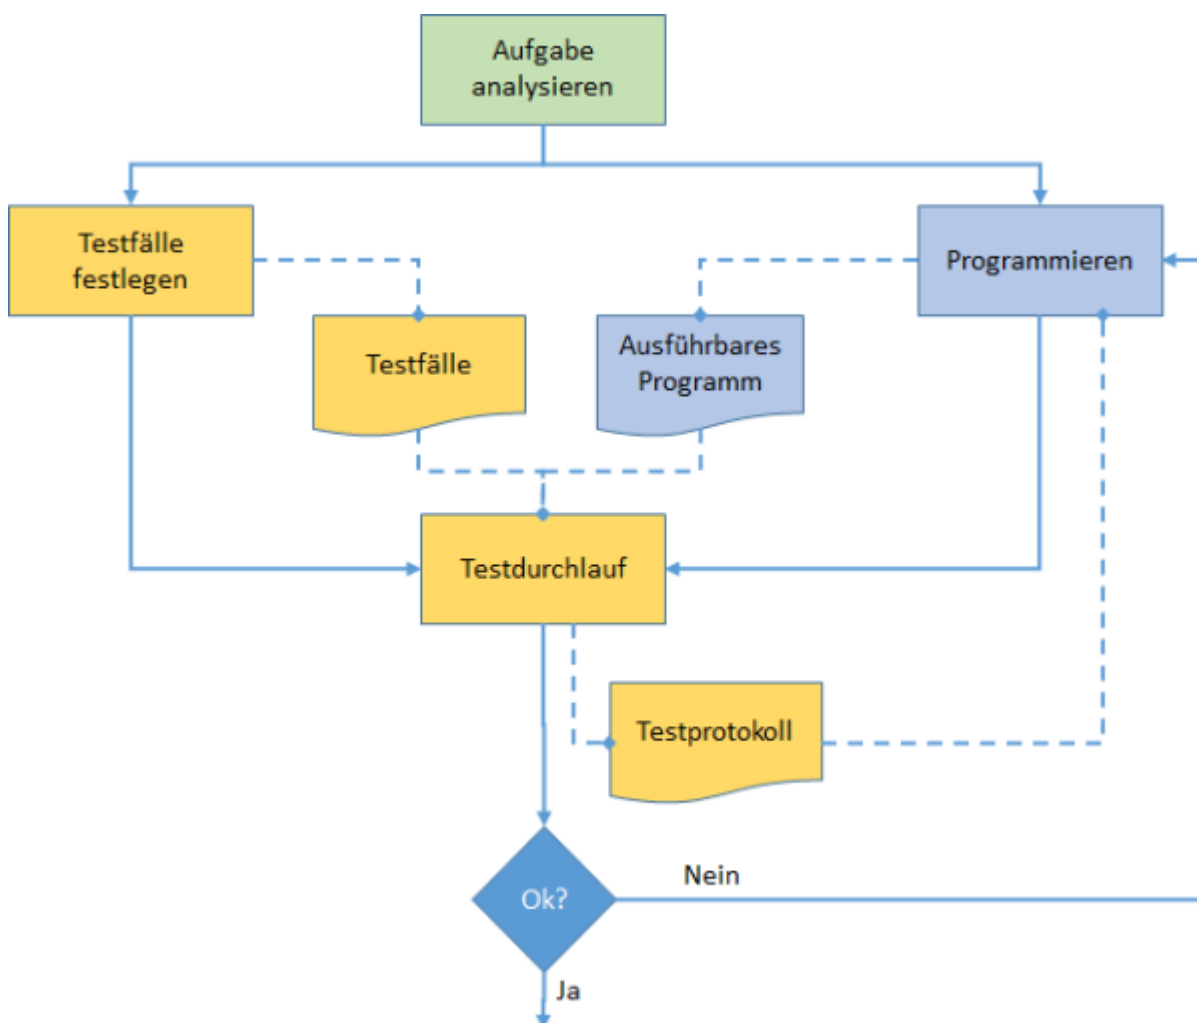 Aufgabe
analysieren
Testfälle
festlegen
Programmieren
Testfälle
Ausführbares
Programm
Testdurchlauf
Testprotokoll
Ok?
Nein
Ja